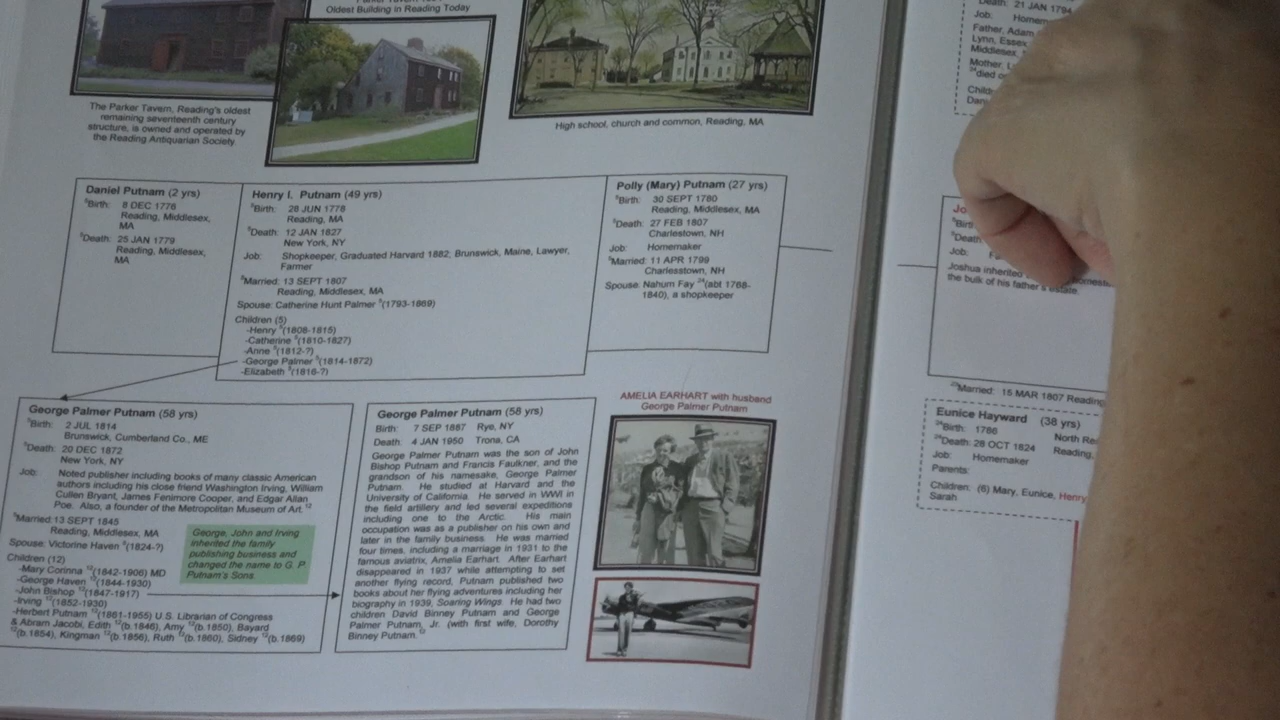 Oldest Building in Reading Today
The Parker Tavern, Reading's oldest
remaining seventeenth century
structure, is owned and operated by
the Reading Antiquarian Society
High school, church and common, Reading, MA
Daniel Putnam (2 yrs)
Birth: 8 DEC 1776
Reading, Middlesex,
MA
Death: 25 JAN 1779
Reading, Middlesex,
MA
Henry I. Putnam (49 yrs)
Birth: 28 JUN 1778
Reading, MA
Death: 12 JAN 1827
New York, NY
Job: Shopkeeper, Graduated Harvard 1882; Brunswick, Maine, Lawyer,
Farmer
Married: 13 SEPT 1807
Reading, Middlesex, MA
Spouse: Catherine Hunt Palmer (1793-1869)
Children (5)
-Henry (1808-1815)
-Catherine (1810-1827)
-Anne (1812-?)
-George Palmer (1814-1872)
-Elizabeth (1816-?)
Polly (Mary) Putnam (27 yrs)
Birth: 30 SEPT 1780
Reading, Middlesex, MA
Death: 27 FEB 1807
Charlestown, NH
Job: Homemaker
Married: 11 APR 1799
Charlesstown, NH
Spouse: Nahum Fay 24(abt 1768-
1840), a shopkeeper
George Palmer Putnam (58 yrs)
Birth: 2 JUL 1814
Brunswick, Cumberland Co., ME
Death: 20 DEC 1872
New York, NY
Job: Noted publisher including books of many classic American
authors including his close friend Washington Irving, William
Cullen Bryant, James Fenimore Cooper, and Edgar Allan
Poe. Also, a founder of the Metropolitan Museum of Art. 12
Married: 13 SEPT 1845
Reading, Middlesex, MA
Spouse: Victorine Haven (1824-?)
Children (12)
-Mary Corinna 12(1842-1906) MD
-George Haven 12(1844-1930)
-John Bishop 12(1847-1917)
-Irving 12(1852-1930)
-Herbert Putnam 12(1861-1955) U.S. Librarian of Congress
& Abram Jacobi, Edith 12(b.1846), Amy 12(b.1850), Bayard
12(b.1854), Kingman 12(b.1856), Ruth 12(b.1860), Sidney 12(b.1869)
George, John and Irving
inherited the family
publishing business and
changed the name to G. P.
Putnam's Sons.
George Palmer Putnam (58 yrs)
Birth: 7 SEP 1887 Rye, NY
Death: 4 JAN 1950 Trona, CA
George Palmer Putnam was the son of John
Bishop Putnam and Francis Faulkner, and the
grandson of his namesake, George Palmer
Putnam. He studied at Harvard and the
University of California. He served in WWI in
the field artillery and led several expeditions
including one to the Arctic. His main
occupation was as a publisher on his own and
later in the family business. He was married
four times, including a marriage in 1931 to the
famous aviatrix, Amelia Earhart. After Earhart
disappeared in 1937 while attempting to set
another flying record, Putnam published two
books about her flying adventures including her
biography in 1939, Soaring Wings. He had two
children David Binney Putnam and George
Palmer Putnam, Jr. (with first wife, Dorothy
Binney Putnam. 12
AMELIA EARHART with husband
George Palmer Putnam
Death: 21 JAN 1794
Job: Homem
Father, Adam
Lynn, Essex
Middlesex,
Mother, L
died o
Child
Dan
Jo
Birth
Death
Job: F
Joshua inherited
the bulk of his father's estate.
29Married: 15 MAR 1807 Reading
Eunice Hayward (38 yrs)
24Birth: 1786 North Re
24Death: 28 OCT 1824 Reading,
Job: Homemaker
Parents:
Children: (6) Mary, Eunice, Henry
Sarah